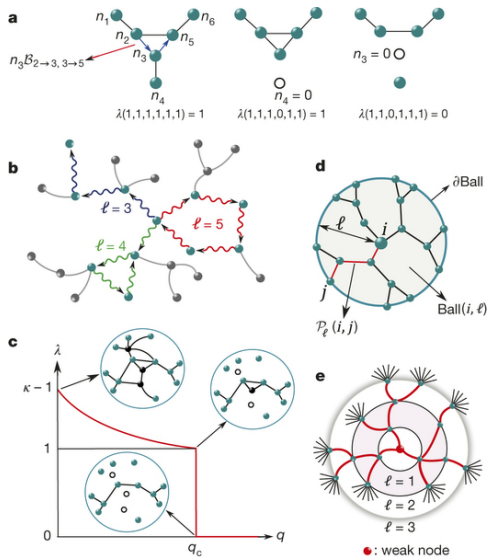 a
n₁
n₆
n₂
n₅
n₃
n₃ℬ₂→₃, ₃→₅
n₄
λ(1,1,1,1,1,1) = 1
n₄ = 0
λ(1,1,1,0,1,1) = 1
n₃ = 0
λ(1,1,0,1,1,1) = 0
b
ℓ = 3
ℓ = 5
ℓ = 4
d
∂Ball
ℓ
i
j
Ball(i, ℓ)
𝒫ℓ (i, j)
c
λ
κ − 1
1
0
q_c
q
e
ℓ = 1
ℓ = 2
ℓ = 3
: weak node